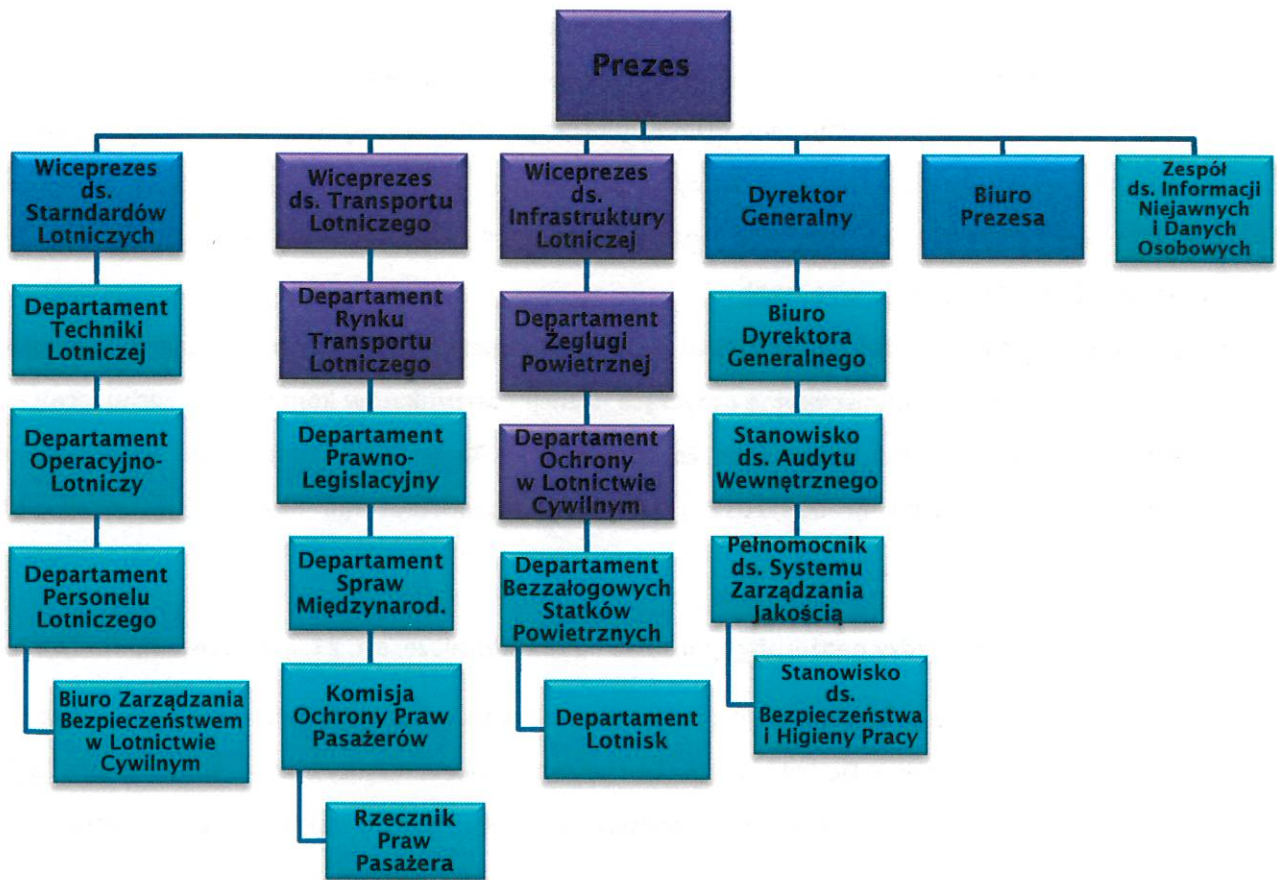 Prezes
Wiceprezes
ds.
Starndardów
Lotniczych
Wiceprezes
ds. Transportu
Lotniczego
Wiceprezes
ds.
Infrastruktury
Lotniczej
Dyrektor
Generalny
Biuro
Prezesa
Zespół
ds. Informacji
Niejawnych
i Danych
Osobowych
Departament
Techniki
Lotniczej
Departament
Rynku
Transportu
Lotniczego
Departament
Żeglugi
Powietrznej
Biuro
Dyrektora
Generalnego
Departament
Operacyjno-
Lotniczy
Departament
Prawno-
Legislacyjny
Departament
Ochrony
w Lotnictwie
Cywilnym
Stanowisko
ds. Audytu
Wewnętrznego
Departament
Personelu
Lotniczego
Departament
Spraw
Międzynarod.
Departament
Bezzałogowych
Statków
Powietrznych
Pełnomocnik
ds. Systemu
Zarządzania
Jakością
Biuro Zarządzania
Bezpieczeństwem
w Lotnictwie
Cywilnym
Komisja
Ochrony Praw
Pasażerów
Departament
Lotnisk
Stanowisko
ds.
Bezpieczeństwa
i Higieny Pracy
Rzecznik
Praw
Pasażera